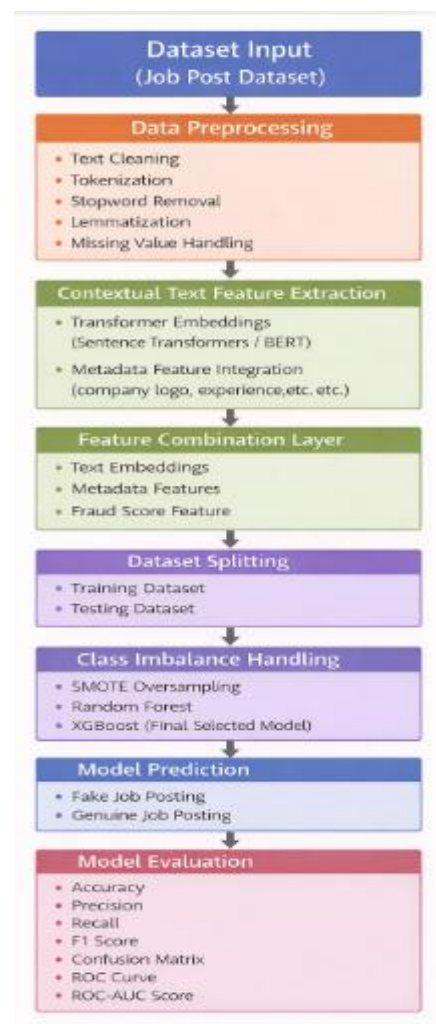 Dataset Input
(Job Post Dataset)
Data Preprocessing
• Text Cleaning
• Tokenization
• Stopword Removal
• Lemmatization
• Missing Value Handling
Contextual Text Feature Extraction
• Transformer Embeddings
(Sentence Transformers / BERT)
• Metadata Feature Integration
(company logo, experience,etc. etc.)
Feature Combination Layer
• Text Embeddings
• Metadata Features
• Fraud Score Feature
Dataset Splitting
• Training Dataset
• Testing Dataset
Class Imbalance Handling
• SMOTE Oversampling
• Random Forest
• XGBoost (Final Selected Model)
Model Prediction
• Fake Job Posting
• Genuine Job Posting
Model Evaluation
• Accuracy
• Precision
• Recall
• F1 Score
• Confusion Matrix
• ROC Curve
• ROC-AUC Score